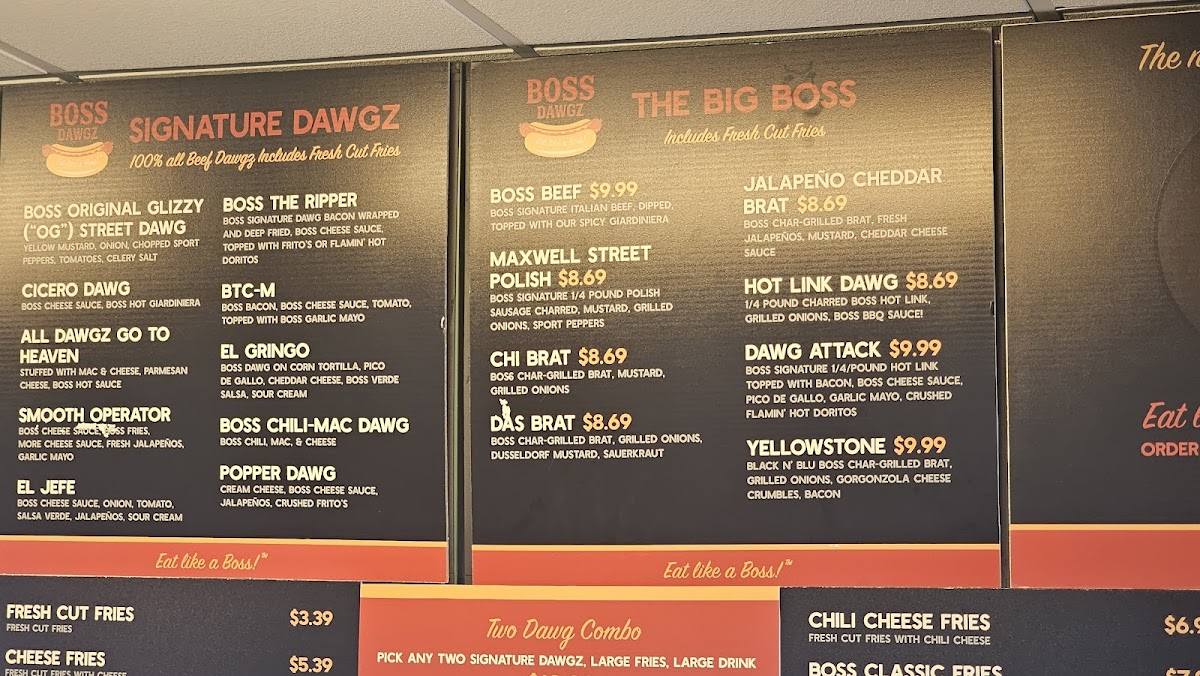 BOSS
DAWGZ
SIGNATURE DAWGZ
100% all Beef Dawgz Includes Fresh Cut Fries
BOSS ORIGINAL GLIZZY
("OG") STREET DAWG
YELLOW MUSTARD, ONION, CHOPPED SPORT
PEPPERS, TOMATOES, CELERY SALT
CICERO DAWG
BOSS CHEESE SAUCE, BOSS HOT GIARDINIERA
ALL DAWGZ GO TO
HEAVEN
STUFFED WITH MAC & CHEESE, PARMESAN
CHEESE, BOSS HOT SAUCE
SMOOTH OPERATOR
BOSS CHEESE SAUCE, BOSS FRIES,
MORE CHEESE SAUCE, FRESH JALAPEÑOS,
GARLIC MAYO
EL JEFE
BOSS CHEESE SAUCE, ONION, TOMATO,
SALSA VERDE, JALAPEÑOS, SOUR CREAM
BOSS THE RIPPER
BOSS SIGNATURE DAWG BACON WRAPPED
AND DEEP FRIED, BOSS CHEESE SAUCE,
TOPPED WITH FRITO'S OR FLAMIN' HOT
DORITOS
BTC-M
BOSS BACON, BOSS CHEESE SAUCE, TOMATO,
TOPPED WITH BOSS GARLIC MAYO
EL GRINGO
BOSS DAWG ON CORN TORTILLA, PICO
DE GALLO, CHEDDAR CHEESE, BOSS VERDE
SALSA, SOUR CREAM
BOSS CHILI-MAC DAWG
BOSS CHILI, MAC, & CHEESE
POPPER DAWG
CREAM CHEESE, BOSS CHEESE SAUCE,
JALAPEÑOS, CRUSHED FRITO'S
Eat like a Boss!™
BOSS
DAWGZ
THE BIG BOSS
Includes Fresh Cut Fries
BOSS BEEF $9.99
BOSS SIGNATURE ITALIAN BEEF, DIPPED,
TOPPED WITH OUR SPICY GIARDINIERA
MAXWELL STREET
POLISH $8.69
BOSS SIGNATURE 1/4 POUND POLISH
SAUSAGE CHARRED, MUSTARD, GRILLED
ONIONS, SPORT PEPPERS
CHI BRAT $8.69
BOSS CHAR-GRILLED BRAT, MUSTARD,
GRILLED ONIONS
DAS BRAT $8.69
BOSS CHAR-GRILLED BRAT, GRILLED ONIONS,
DUSSELDORF MUSTARD, SAUERKRAUT
JALAPEÑO CHEDDAR
BRAT $8.69
BOSS CHAR-GRILLED BRAT, FRESH
JALAPEÑOS, MUSTARD, CHEDDAR CHEESE
SAUCE
HOT LINK DAWG $8.69
1/4 POUND CHARRED BOSS HOT LINK,
GRILLED ONIONS, BOSS BBQ SAUCE!
DAWG ATTACK $9.99
BOSS SIGNATURE 1/4/POUND HOT LINK
TOPPED WITH BACON, BOSS CHEESE SAUCE,
PICO DE GALLO, GARLIC MAYO, CRUSHED
FLAMIN' HOT DORITOS
YELLOWSTONE $9.99
BLACK N' BLU BOSS CHAR-GRILLED BRAT,
GRILLED ONIONS, GORGONZOLA CHEESE
CRUMBLES, BACON
Eat like a Boss!™
The
Eat
ORDER
FRESH CUT FRIES $3.39
FRESH CUT FRIES
CHEESE FRIES $5.39
FRESH CUT FRIES WITH CHEESE
Two Dawg Combo
PICK ANY TWO SIGNATURE DAWGZ, LARGE FRIES, LARGE DRINK
CHILI CHEESE FRIES
FRESH CUT FRIES WITH CHILI CHEESE
BOSS CLASSIC FRIES